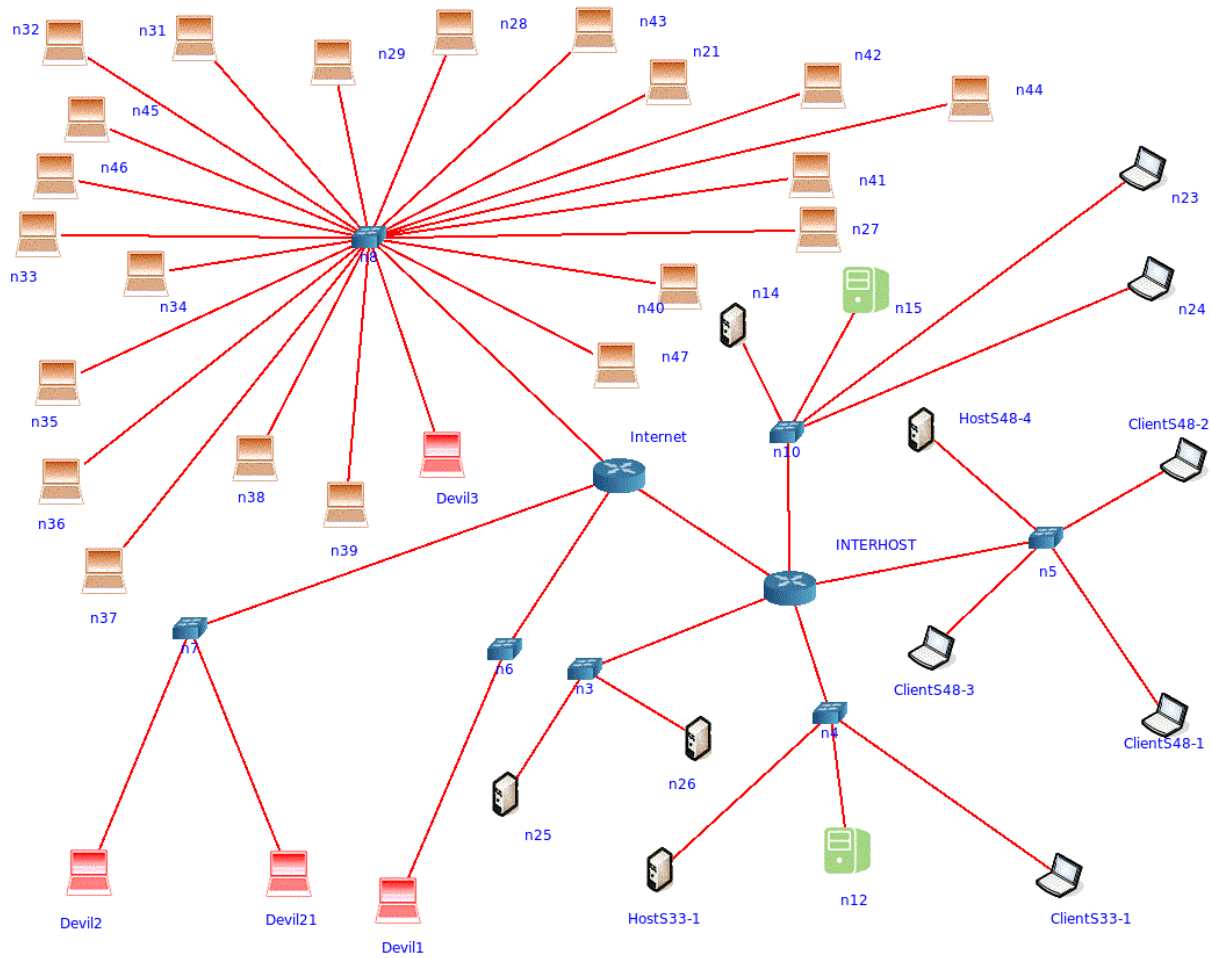 n32
n31
n29
n28
n43
n21
n42
n44
n45
n46
n41
n23
n33
n8
n27
n34
n14
n40
n15
n24
n47
n35
n10
Internet
HostS48-4
ClientS48-2
n36
n38
Devil3
n39
INTERHOST
n5
n37
n7
n6
n3
n4
ClientS48-3
ClientS48-1
n26
n25
n12
Devil2
Devil21
Devil1
HostS33-1
ClientS33-1